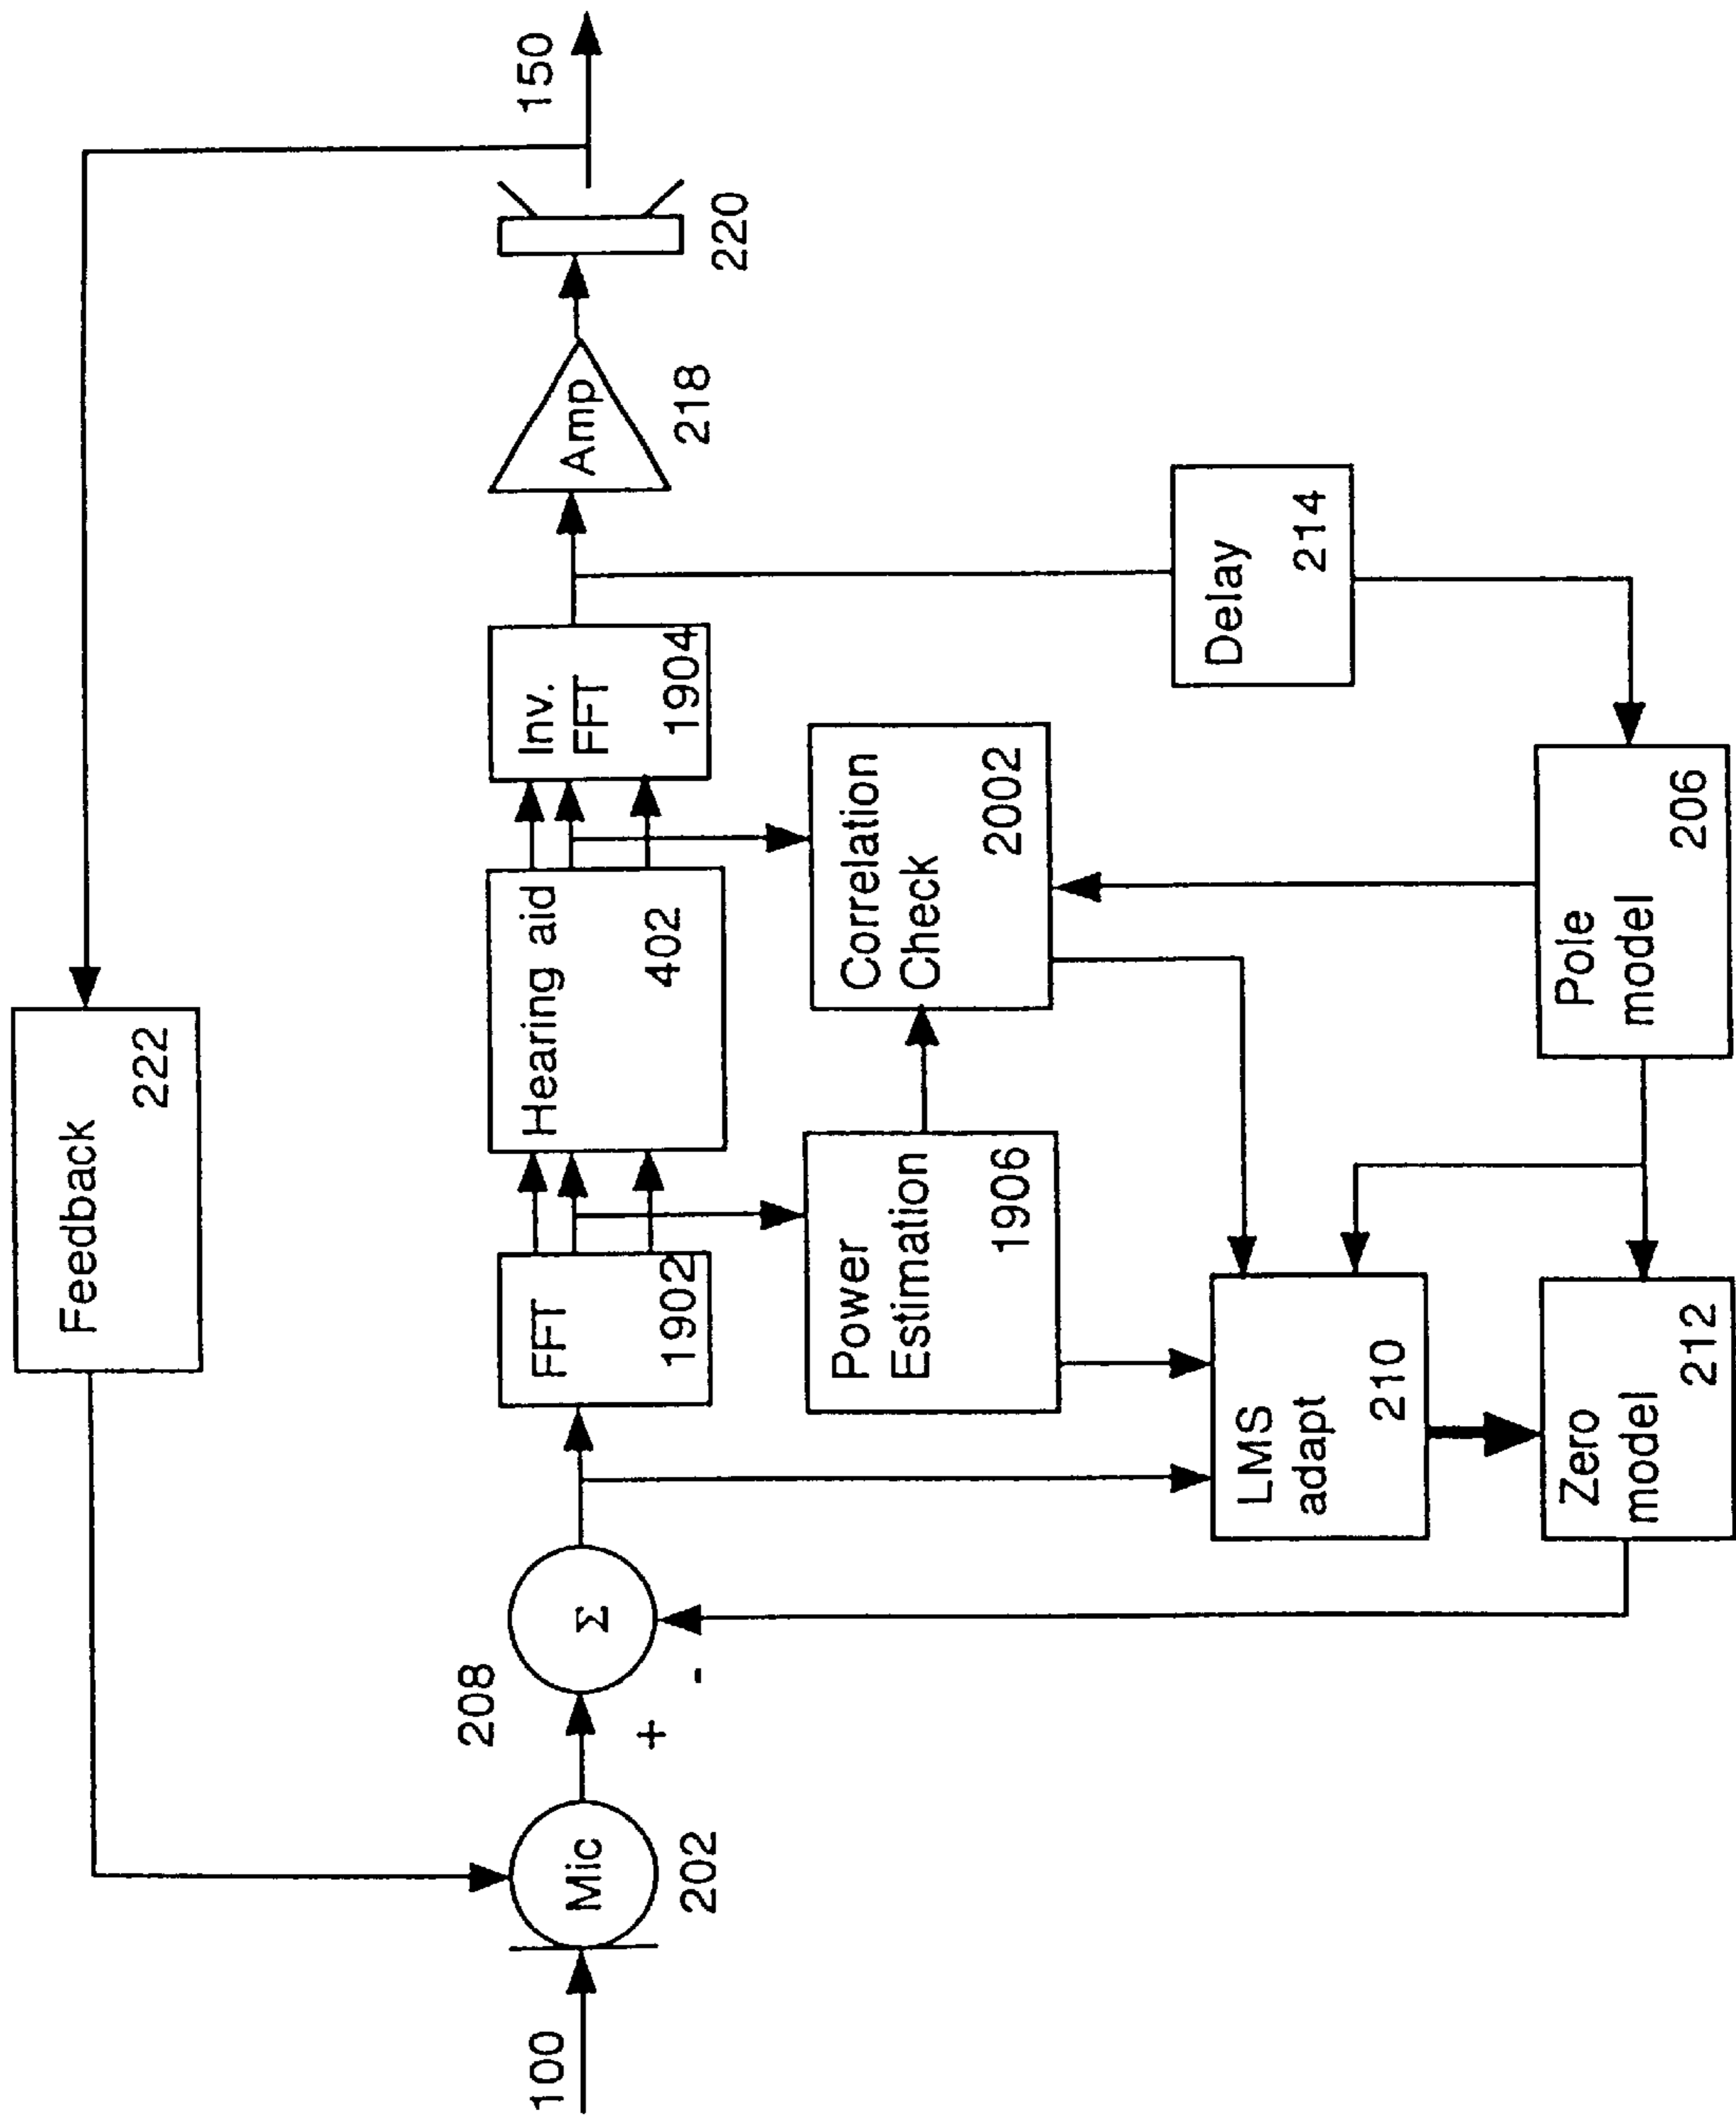 Feedback
222
100
Mic
202
208
+
-
Σ
FFT
1902
Hearing aid
402
Inv.
FFT
1904
Amp
218
220
150
Power
Estimation
1906
Correlation
Check
2002
LMS
adapt
210
Delay
214
Zero
model
212
Pole
model
206